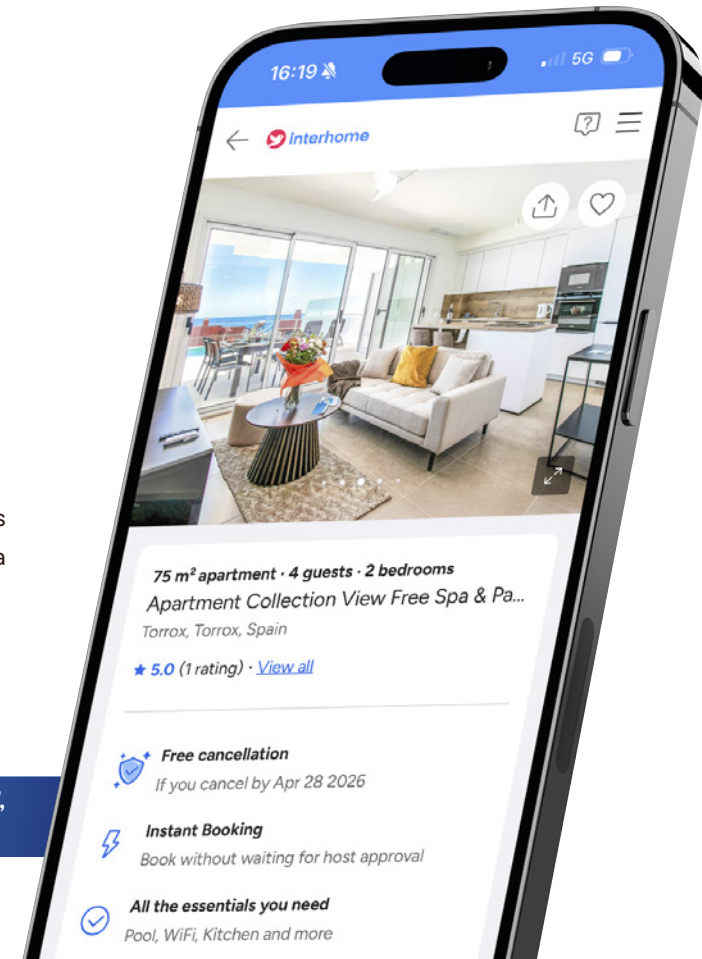 16:19
5G
interhome
s
a
75 m² apartment · 4 guests · 2 bedrooms
Apartment Collection View Free Spa & Pa...
Torrox, Torrox, Spain
5.0 (1 rating) · View all
Free cancellation
If you cancel by Apr 28 2026
,
Instant Booking
Book without waiting for host approval
All the essentials you need
Pool, WiFi, Kitchen and more